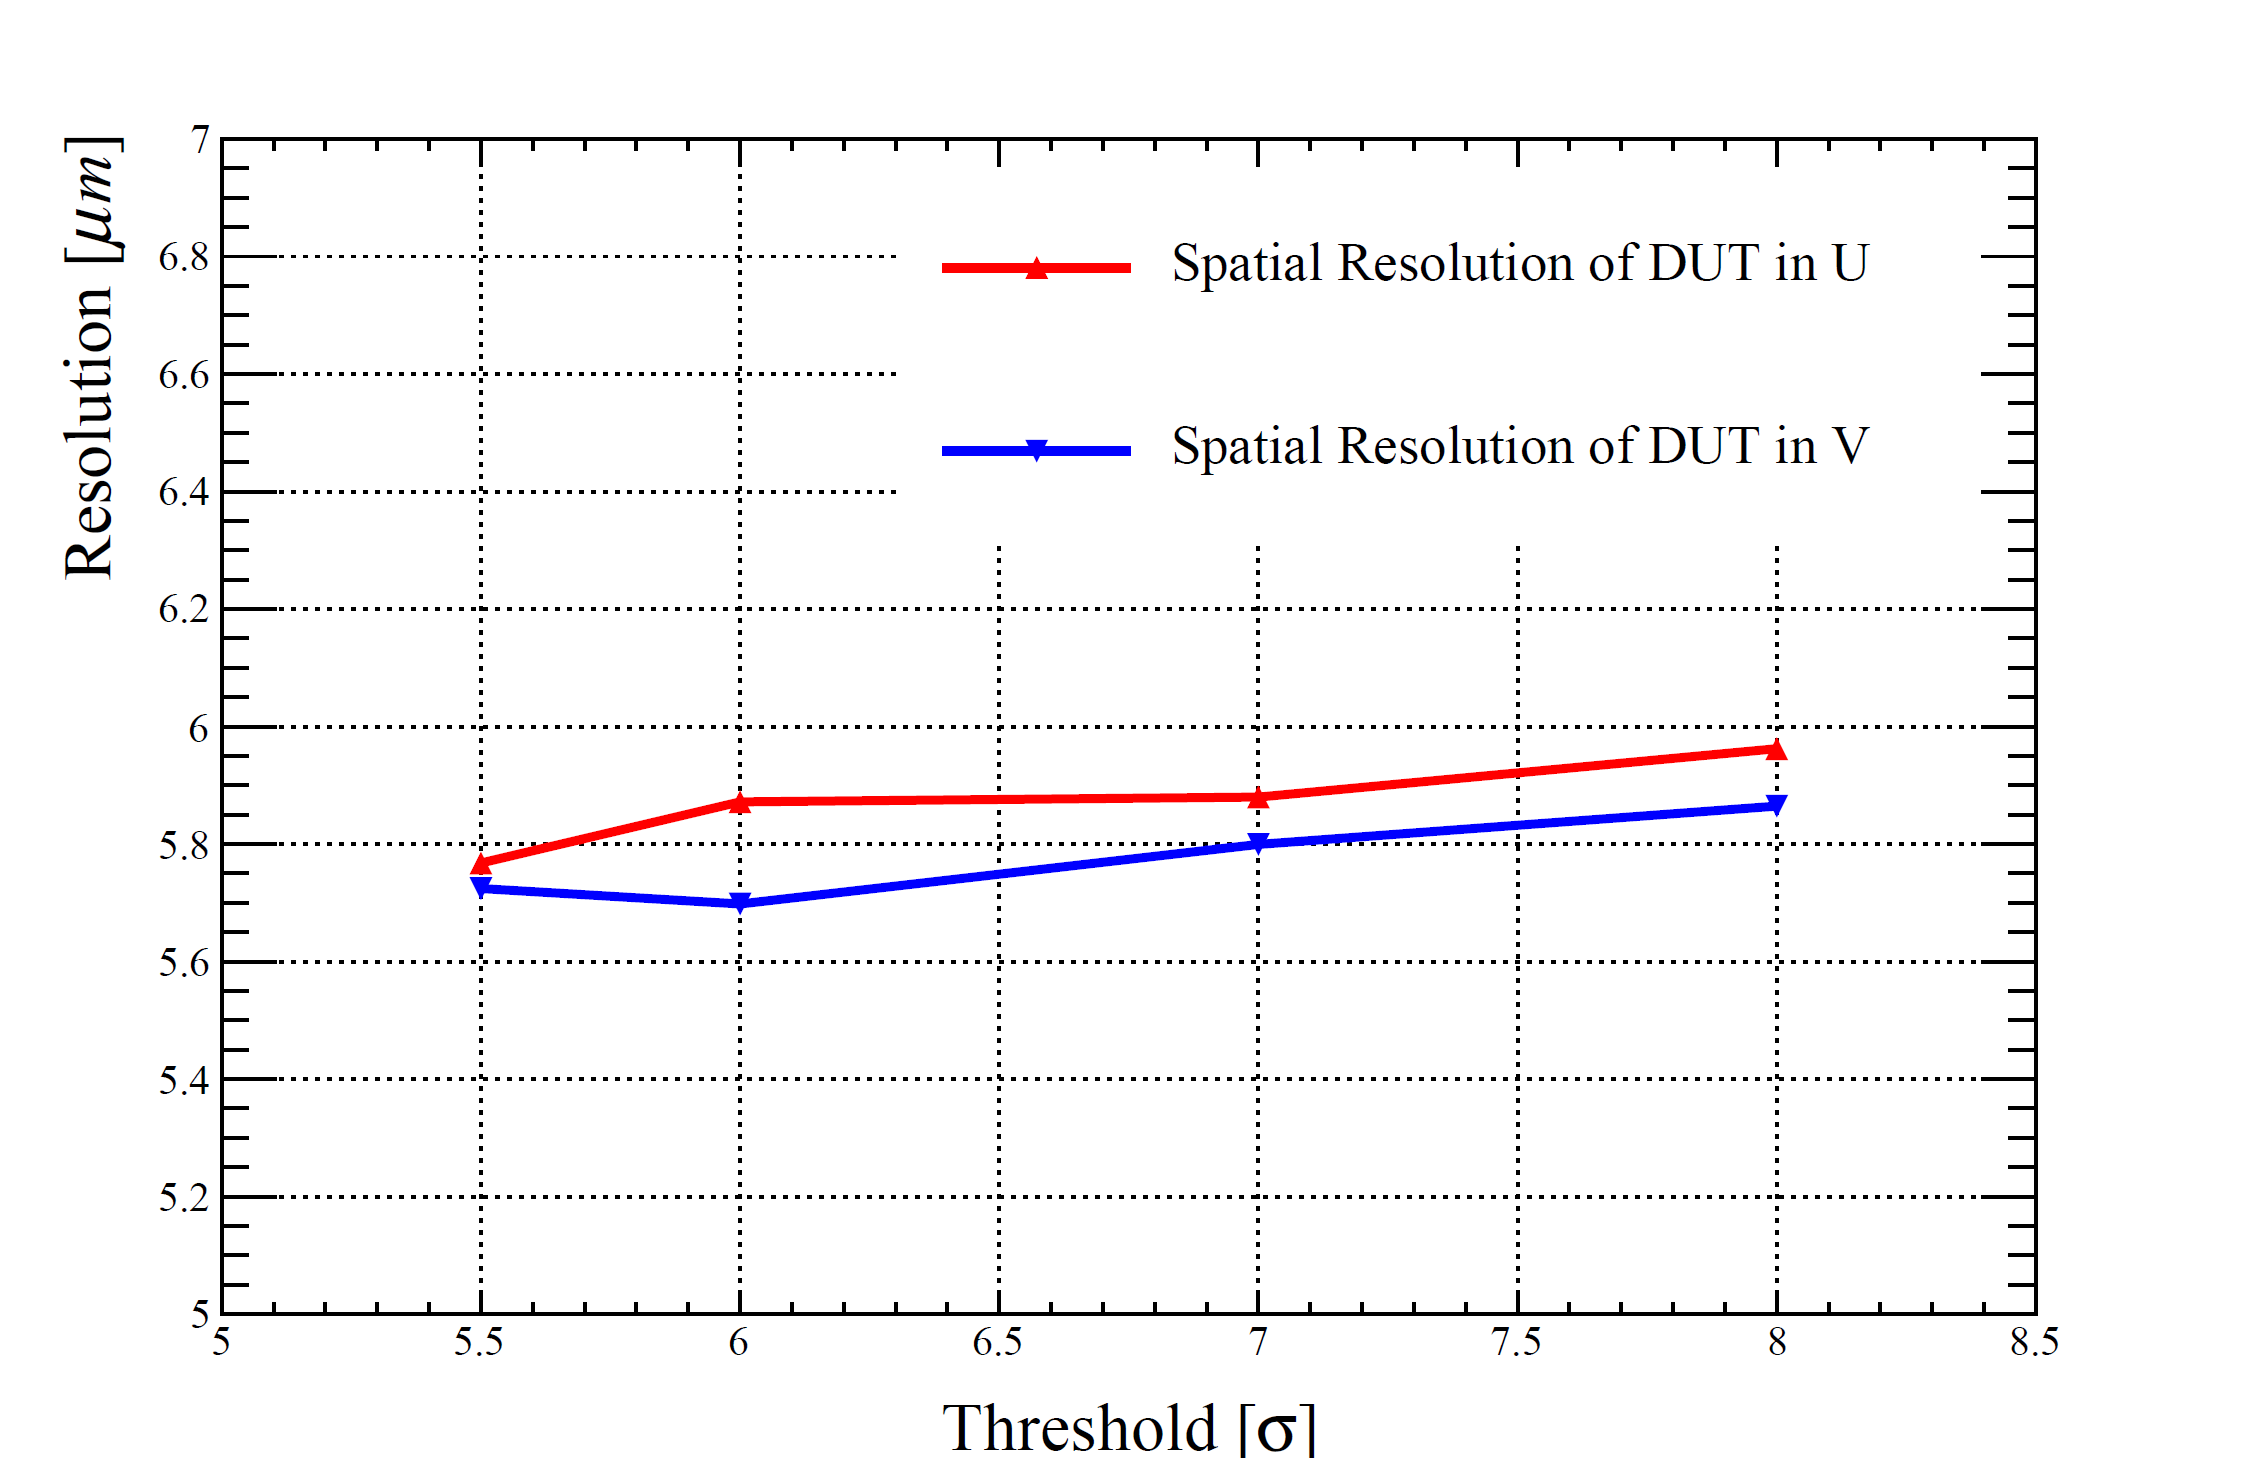 Resolution [μm]
7
6.8
6.6
6.4
6.2
6
5.8
5.6
5.4
5.2
5
Spatial Resolution of DUT in U
Spatial Resolution of DUT in V
5 5.5 6 6.5 7 7.5 8 8.5
Threshold [σ]